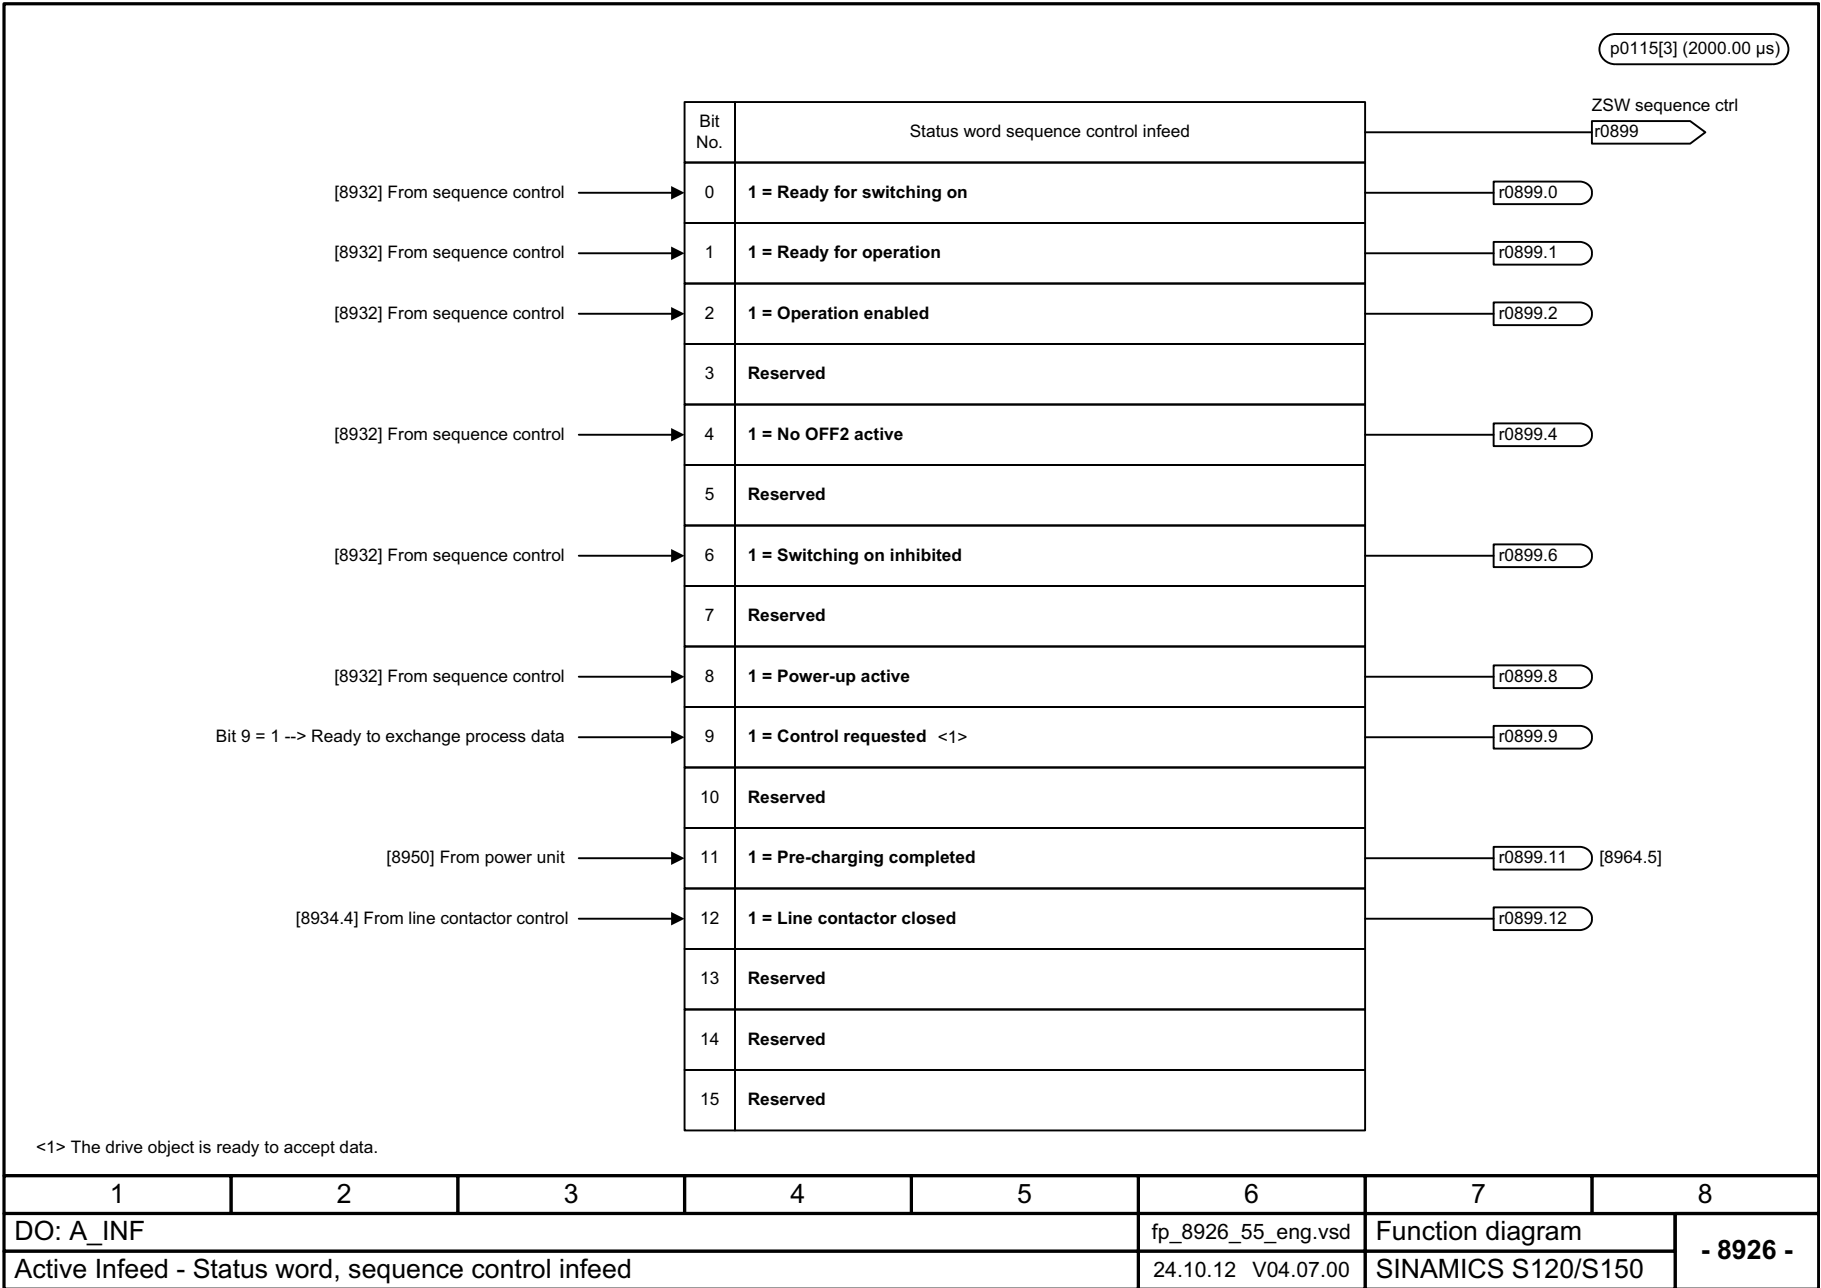 p0115[3] (2000.00 µs)
ZSW sequence ctrl
Bit No. Status word sequence control infeed r0899
[8932] From sequence control 0 1 = Ready for switching on r0899.0
[8932] From sequence control 1 1 = Ready for operation r0899.1
[8932] From sequence control 2 1 = Operation enabled r0899.2
3 Reserved
[8932] From sequence control 4 1 = No OFF2 active r0899.4
5 Reserved
[8932] From sequence control 6 1 = Switching on inhibited r0899.6
7 Reserved
[8932] From sequence control 8 1 = Power-up active r0899.8
Bit 9 = 1 --> Ready to exchange process data 9 1 = Control requested <1> r0899.9
10 Reserved
[8950] From power unit 11 1 = Pre-charging completed r0899.11 [8964.5]
[8934.4] From line contactor control 12 1 = Line contactor closed r0899.12
13 Reserved
14 Reserved
15 Reserved
<1> The drive object is ready to accept data.
1 2 3 4 5 6 7 8
DO: A_INF fp_8926_55_eng.vsd Function diagram - 8926 -
Active Infeed - Status word, sequence control infeed 24.10.12 V04.07.00 SINAMICS S120/S150